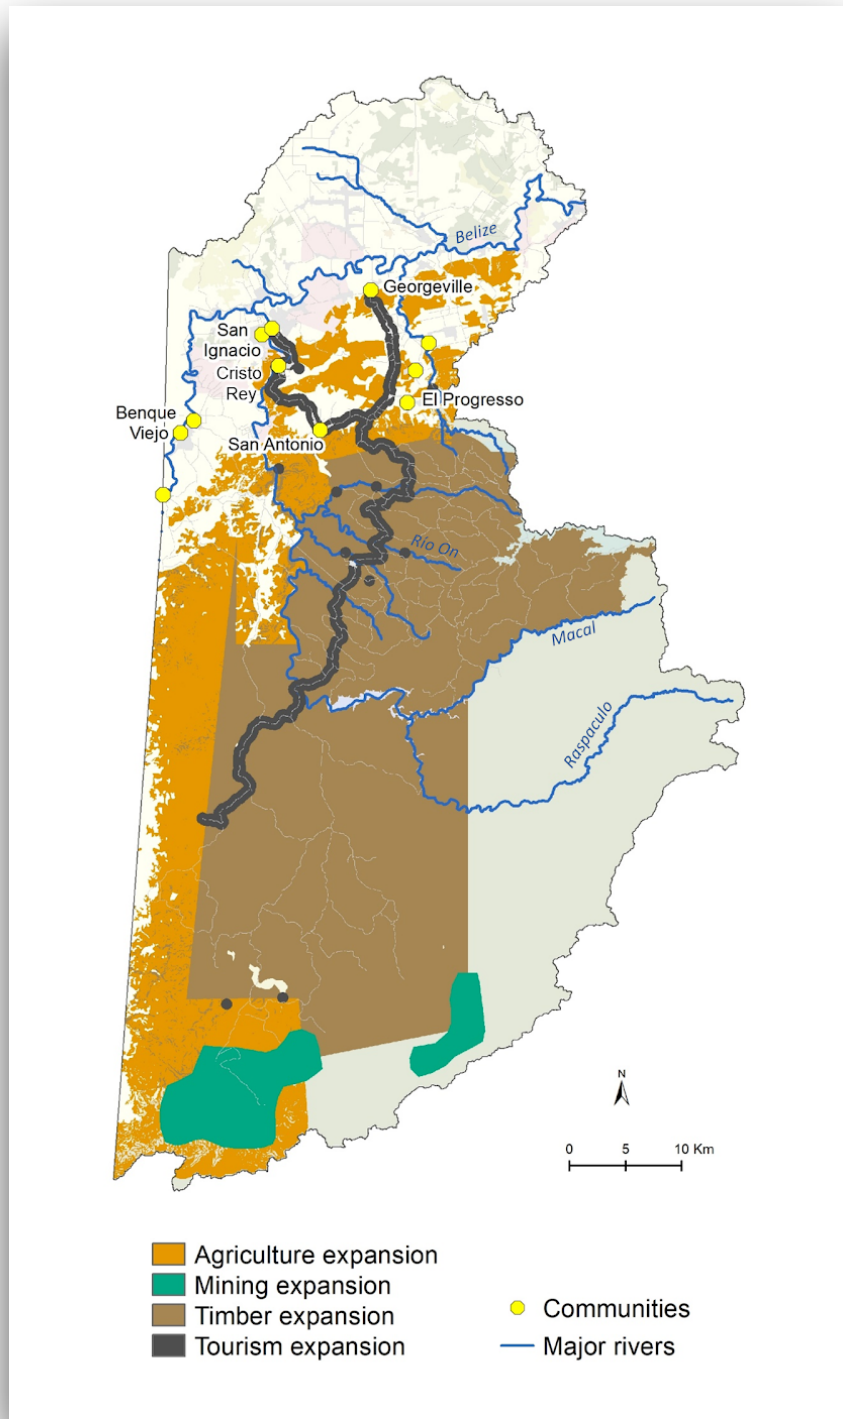 Belize
Georgeville
San
Ignacio
Cristo
Rey
El Progresso
Benque
Viejo
San Antonio
Rio On
Macal
Raspaculo
N
0 5 10 Km
Agriculture expansion
Mining expansion
Timber expansion
Tourism expansion
Communities
Major rivers